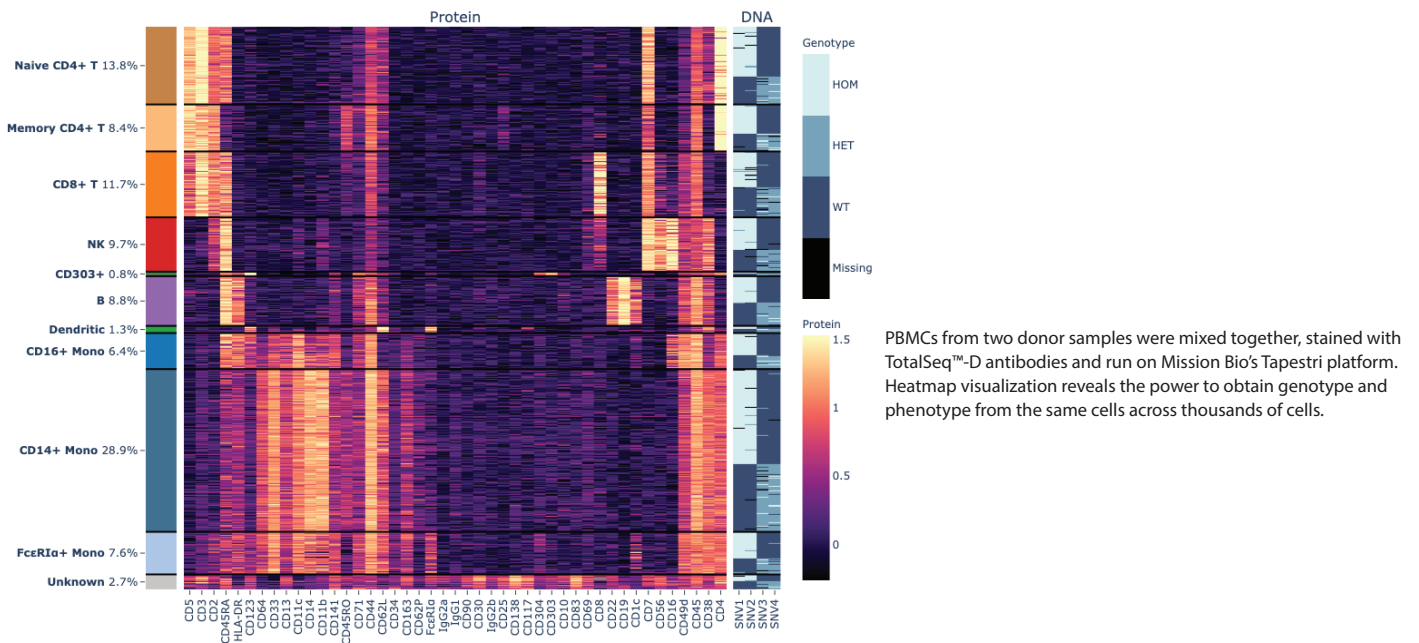 Protein
DNA
Naive CD4+ T 13.8%
Memory CD4+ T 8.4%
CD8+ T 11.7%
NK 9.7%
CD303+ 0.8%
B 8.8%
Dendritic 1.3%
CD16+ Mono 6.4%
CD14+ Mono 28.9%
FcεRIα+ Mono 7.6%
Unknown 2.7%
CD5
CD3
CD2
CD45RA
HLA-DR
CD123
CD64
CD33
CD13
CD11c
CD14
CD11b
CD141
CD45RO
CD71
CD44
CD62L
CD34
CD163
CD62P
FcεRIα
IgG2a
IgG1
CD90
CD30
IgG2b
CD25
CD138
CD117
CD83
CD304
CD303
CD10
CD69
CD8
CD22
CD19
CD1c
CD7
CD56
CD16
CD49d
CD45
CD38
CD4
SNV1
SNV2
SNV3
SNV4
Genotype
HOM
HET
WT
Missing
Protein
1.5
1
0.5
0
PBMCs from two donor samples were mixed together, stained with
TotalSeq™-D antibodies and run on Mission Bio's Tapestri platform.
Heatmap visualization reveals the power to obtain genotype and
phenotype from the same cells across thousands of cells.